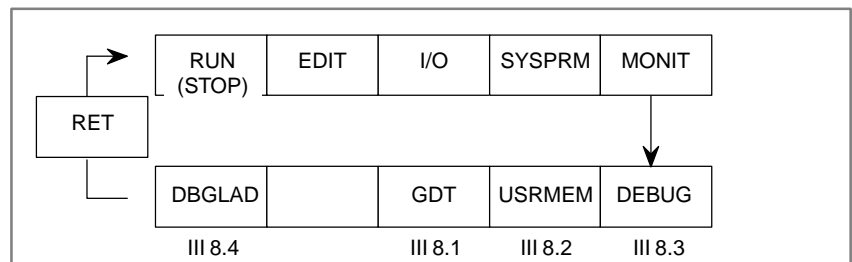 RUN
(STOP)
EDIT
I/O
SYSPRM
MONIT
RET
DBGLAD
GDT
USRMEM
DEBUG
III 8.4
III 8.1
III 8.2
III 8.3